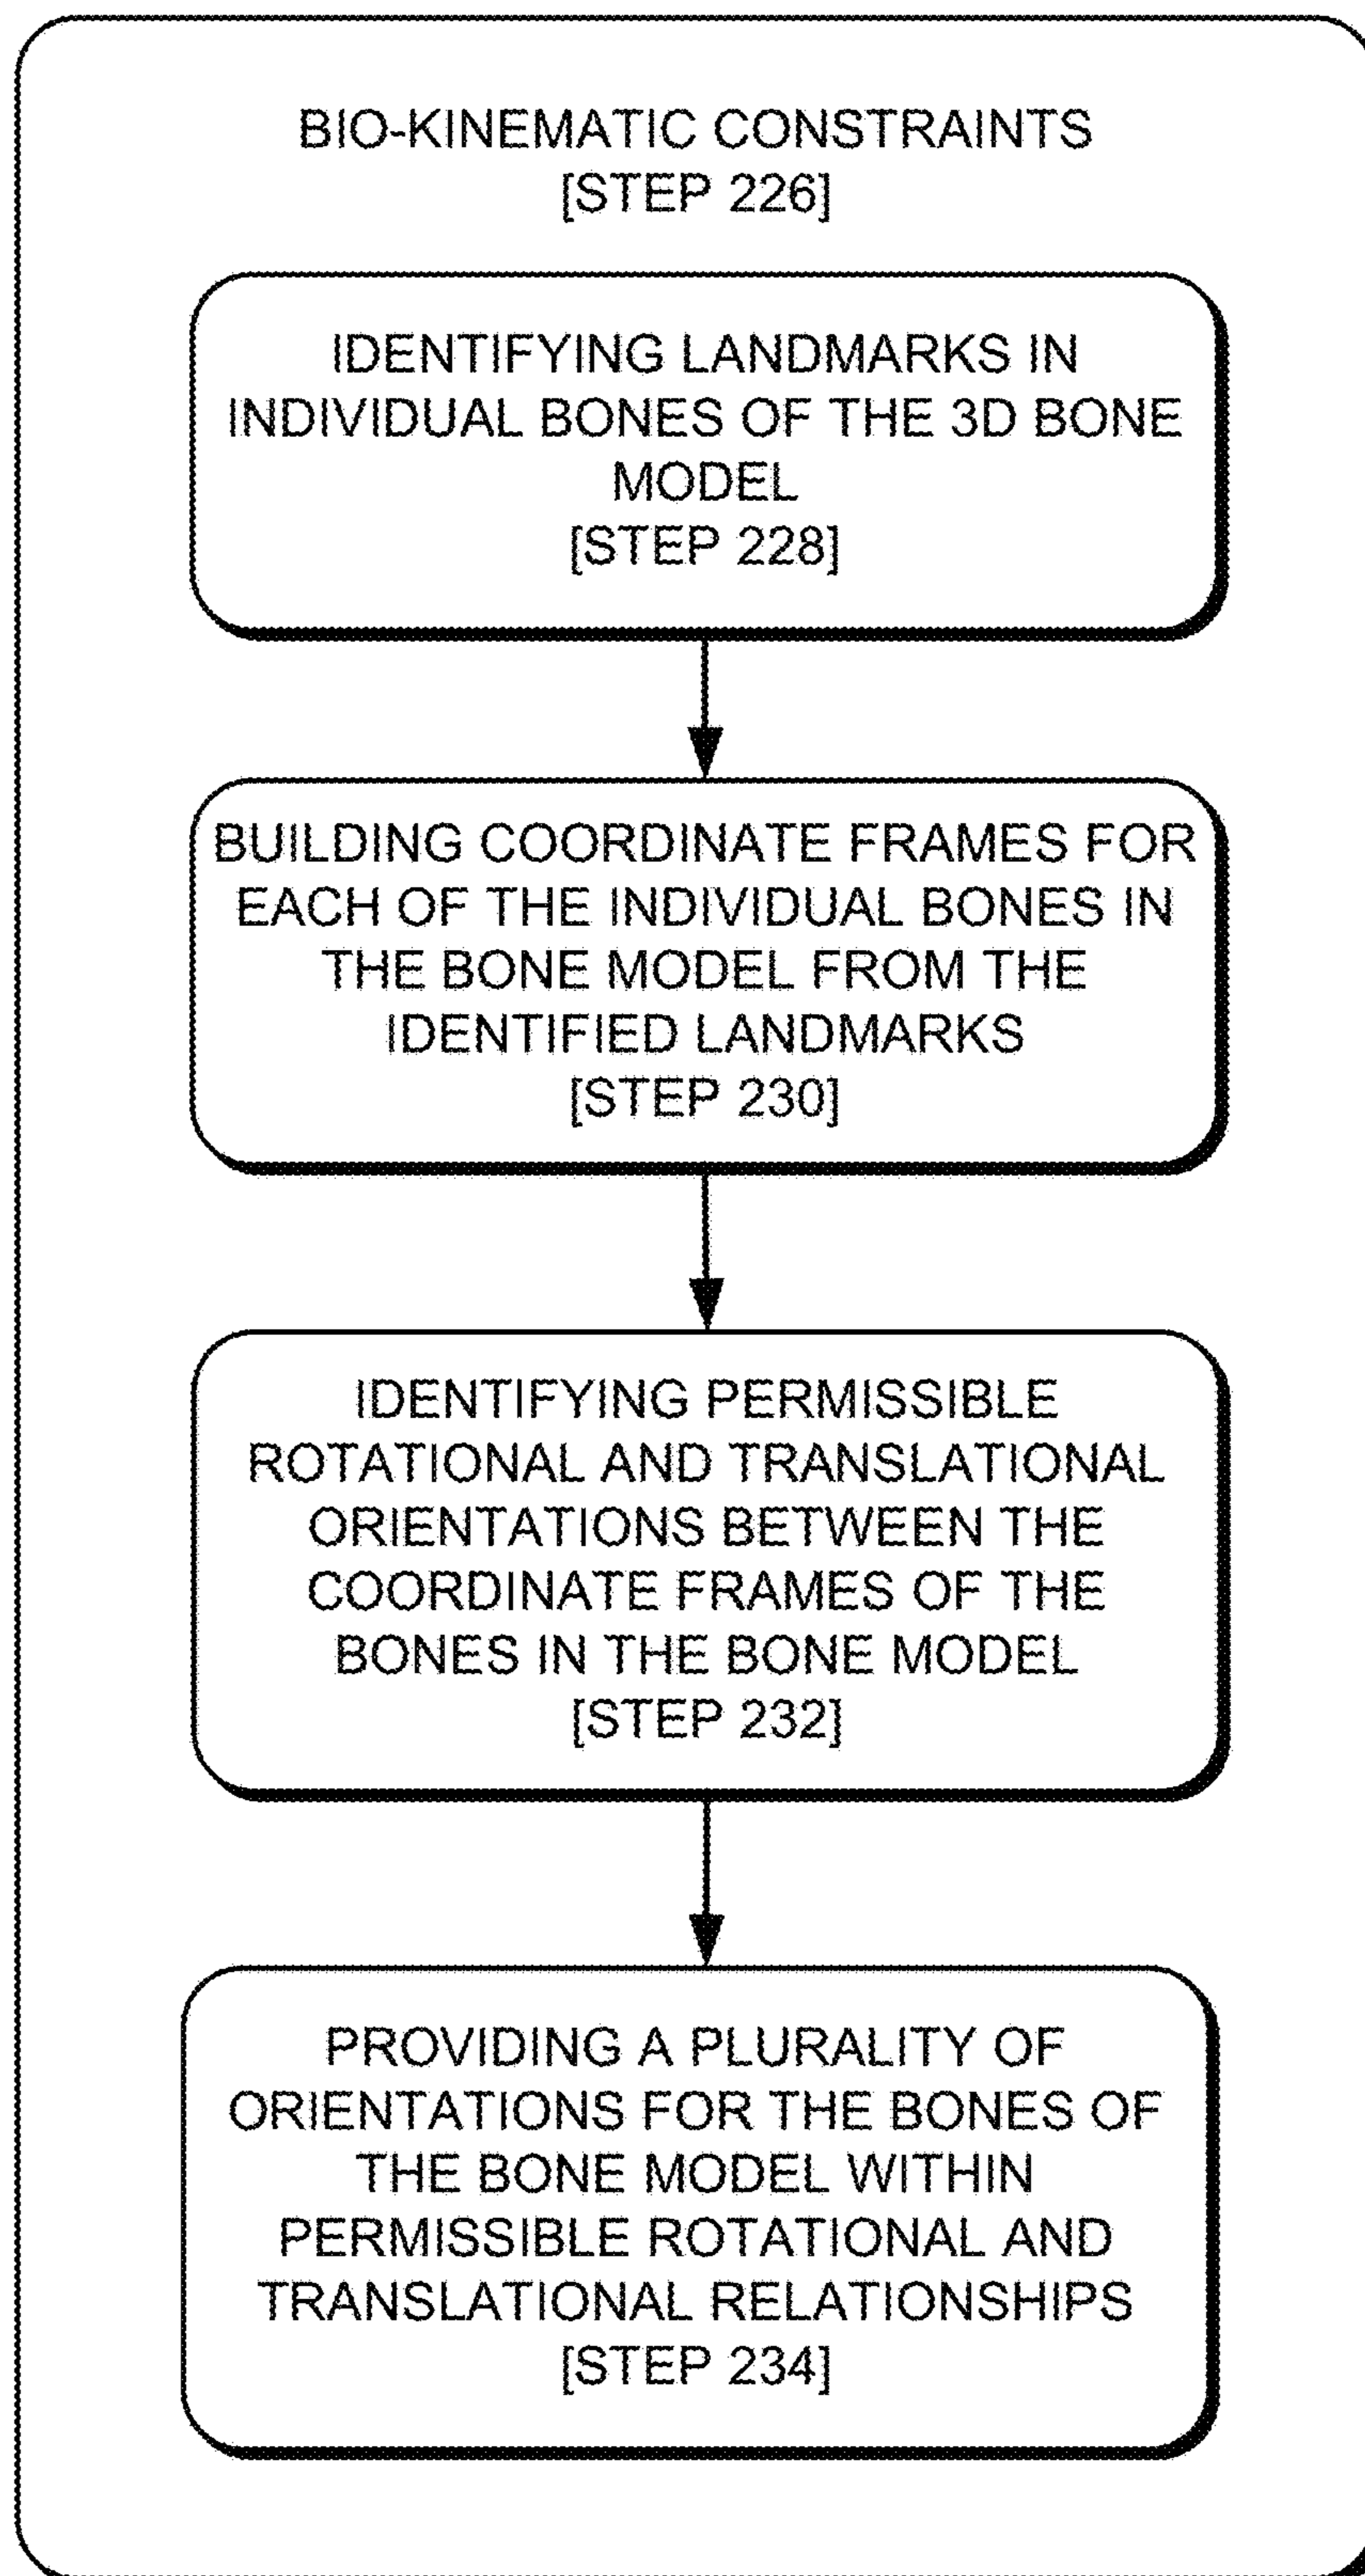 BIO-KINEMATIC CONSTRAINTS
[STEP 226]
IDENTIFYING LANDMARKS IN
INDIVIDUAL BONES OF THE 3D BONE
MODEL
[STEP 228]
BUILDING COORDINATE FRAMES FOR
EACH OF THE INDIVIDUAL BONES IN
THE BONE MODEL FROM THE
IDENTIFIED LANDMARKS
[STEP 230]
IDENTIFYING PERMISSIBLE
ROTATIONAL AND TRANSLATIONAL
ORIENTATIONS BETWEEN THE
COORDINATE FRAMES OF THE
BONES IN THE BONE MODEL
[STEP 232]
PROVIDING A PLURALITY OF
ORIENTATIONS FOR THE BONES OF
THE BONE MODEL WITHIN
PERMISSIBLE ROTATIONAL AND
TRANSLATIONAL RELATIONSHIPS
[STEP 234]